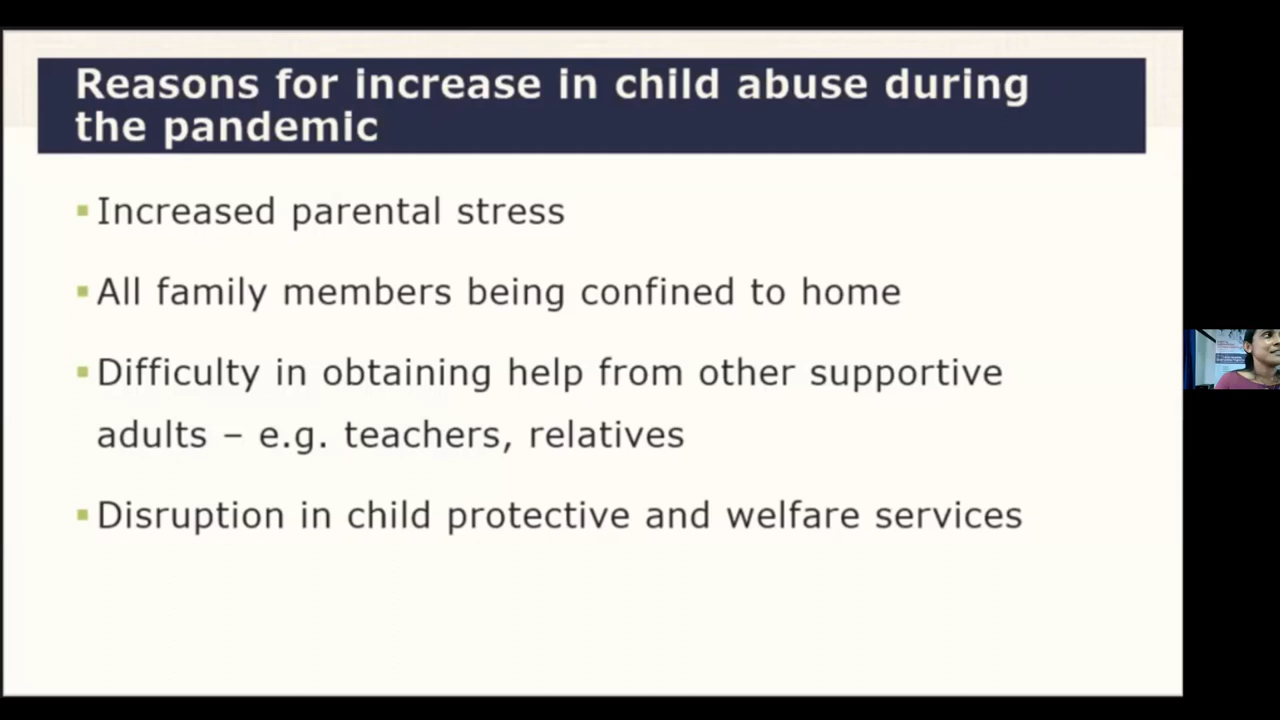 Reasons for increase in child abuse during
the pandemic
▪Increased parental stress
▪All family members being confined to home
▪Difficulty in obtaining help from other supportive
adults – e.g. teachers, relatives
▪Disruption in child protective and welfare services